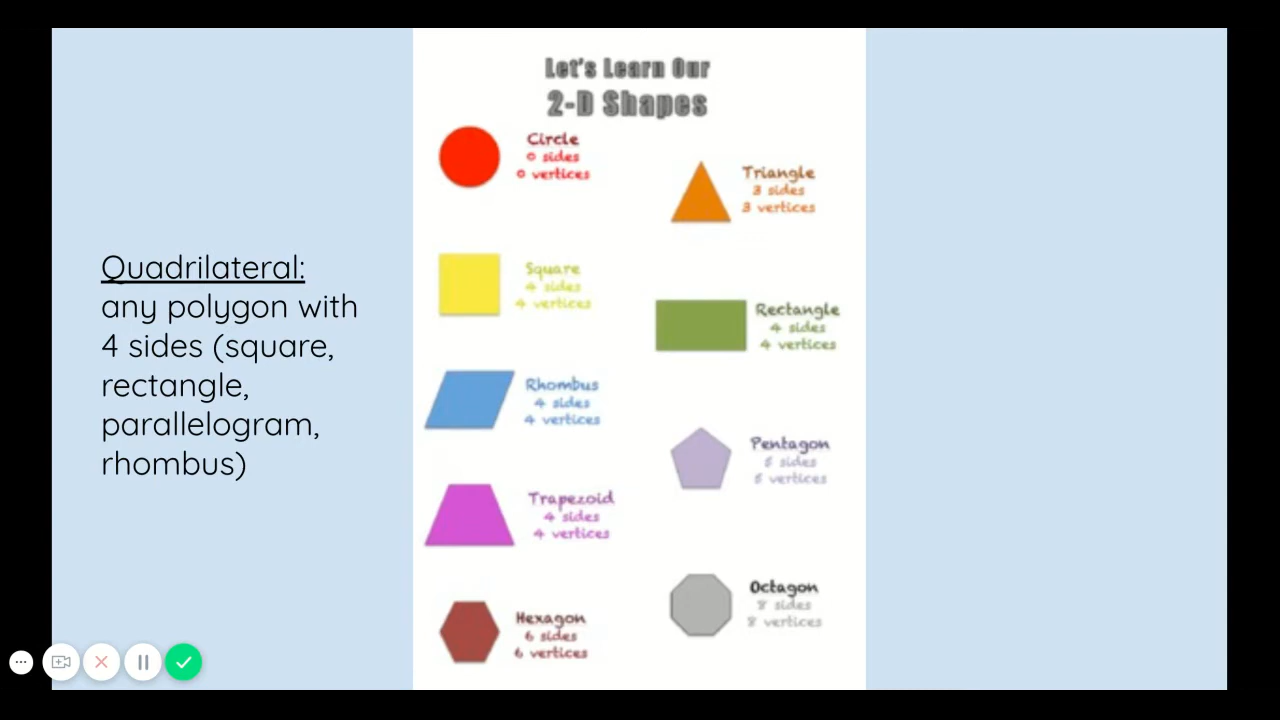 Let's Learn Our
2-D Shapes
Circle
0 sides
0 vertices
Triangle
3 sides
3 vertices
Square
4 sides
4 vertices
Rectangle
4 sides
4 vertices
Quadrilateral:
any polygon with
4 sides (square,
rectangle,
parallelogram,
rhombus)
Rhombus
4 sides
4 vertices
Pentagon
5 sides
5 vertices
Trapezoid
4 sides
4 vertices
Octagon
8 sides
8 vertices
Hexagon
6 sides
6 vertices